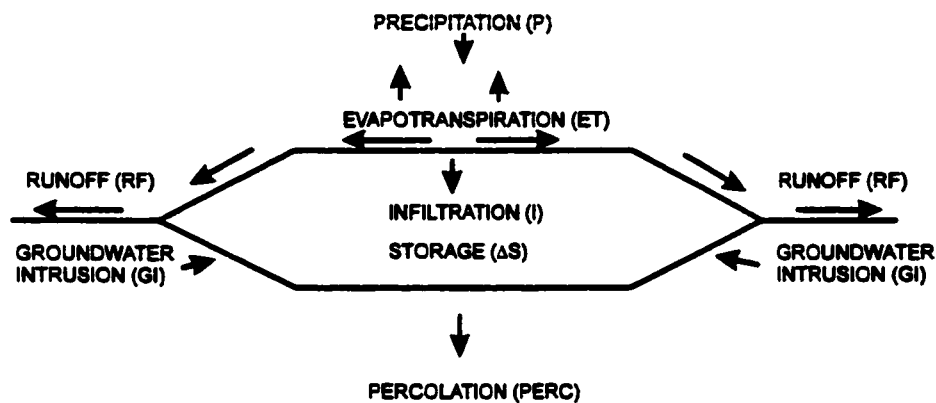 PRECIPITATION (P)
EVAPOTRANSPIRATION (ET)
RUNOFF (RF)
RUNOFF (RF)
INFILTRATION (I)
STORAGE (ΔS)
GROUNDWATER
INTRUSION (GI)
GROUNDWATER
INTRUSION (GI)
PERCOLATION (PERC)